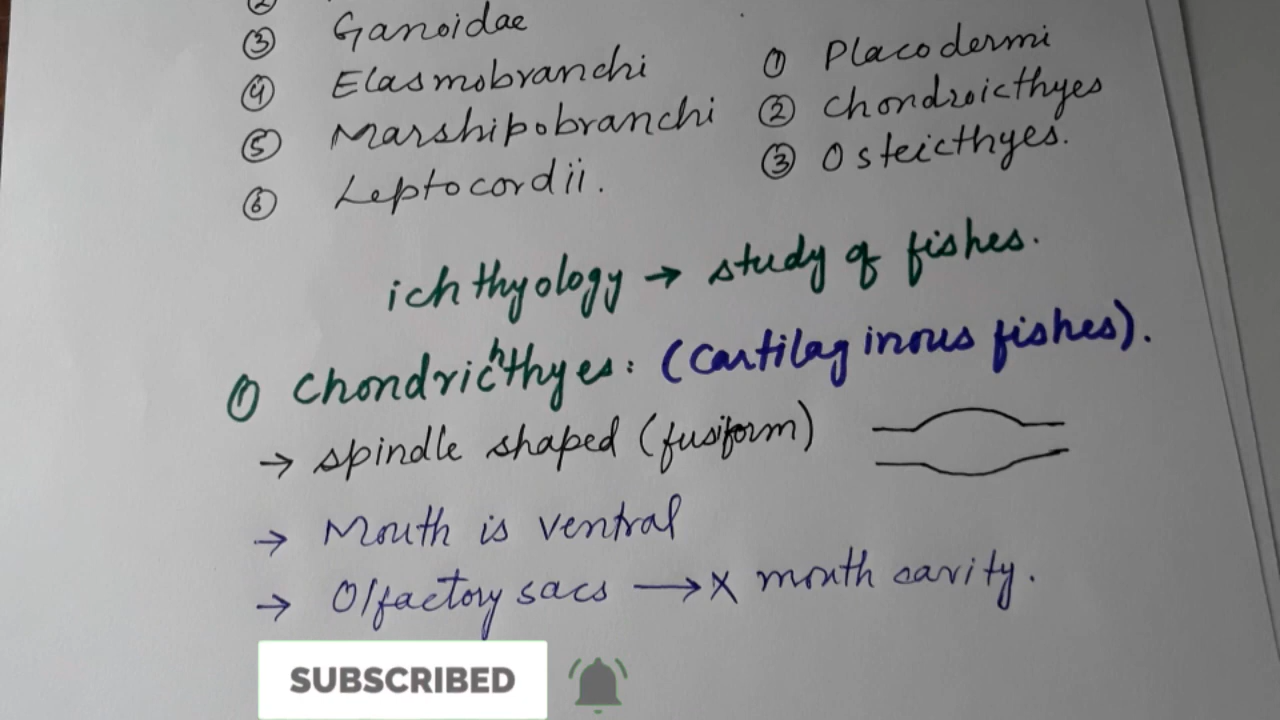 ②
③ Ganoidae
④ Elasmobranchi
⑤ Marshipobranchi
⑥ Leptocordii.
① Placodermi
② Chondroicthyes
③ Osteicthyes.
ichthyology → study of fishes.
① Chondrichthyes: (Cartilaginous fishes).
→ spindle shaped (fusiform)
→ Mouth is ventral
→ Olfactory sacs → X mouth cavity.
SUBSCRIBED